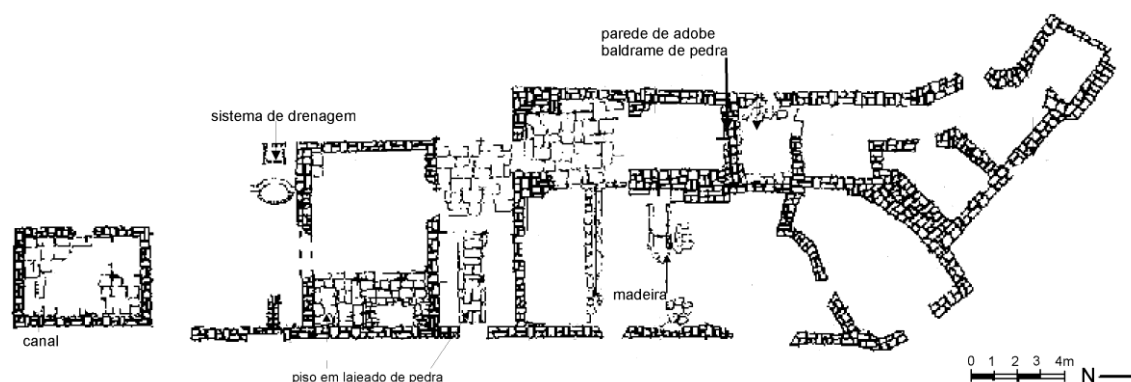 parede de adobe
baldrame de pedra
sistema de drenagem
madeira
canal
piso em lajeado de pedra
0 1 2 3 4m
N